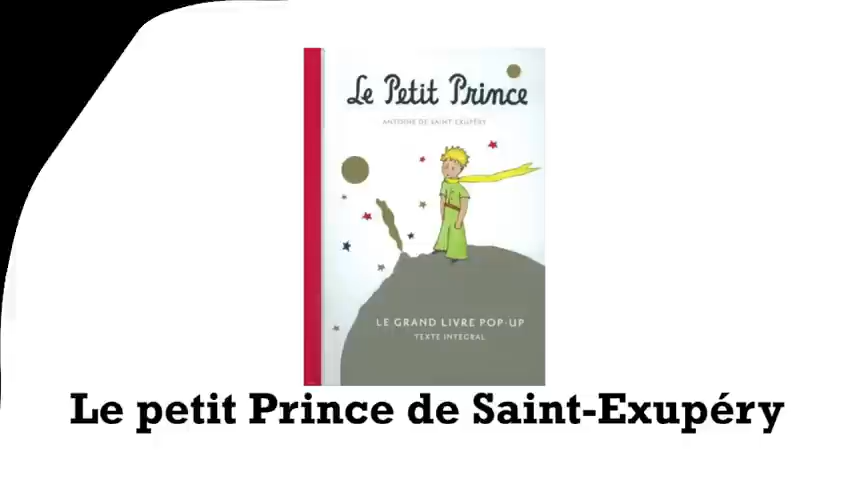 Le Petit Prince
ANTOINE DE SAINT-EXUPÉRY
LE GRAND LIVRE POP-UP
TEXTE INTÉGRAL
Le petit Prince de Saint-Exupéry